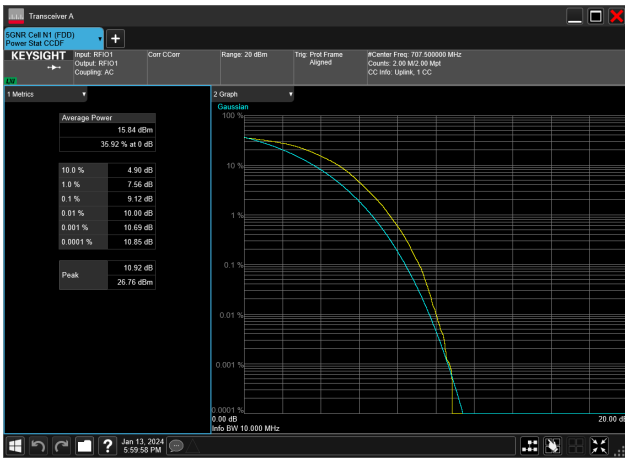 Transceiver A
5GNR Cell N1 (FDD)
Power Stat CCDF
KEYSIGHT
LXI
Input: RFIO1
Output: RFIO1
Coupling: AC
Corr CCorr
Range: 20 dBm
Trig: Prot Frame
Aligned
#Center Freq: 707.500000 MHz
Counts: 2.00 M/2.00 Mpt
CC Info: Uplink, 1 CC
1 Metrics
Average Power
15.84 dBm
35.92 % at 0 dB
10.0 % 4.90 dB
1.0 % 7.56 dB
0.1 % 9.12 dB
0.01 % 10.00 dB
0.001 % 10.69 dB
0.0001 % 10.85 dB
Peak 10.92 dB
26.76 dBm
2 Graph
Gaussian
100 %
10 %
1 %
0.1 %
0.01 %
0.001 %
0.0001 %
0.00 dB
20.00 dB
Info BW 10.000 MHz
Jan 13, 2024
5:59:58 PM